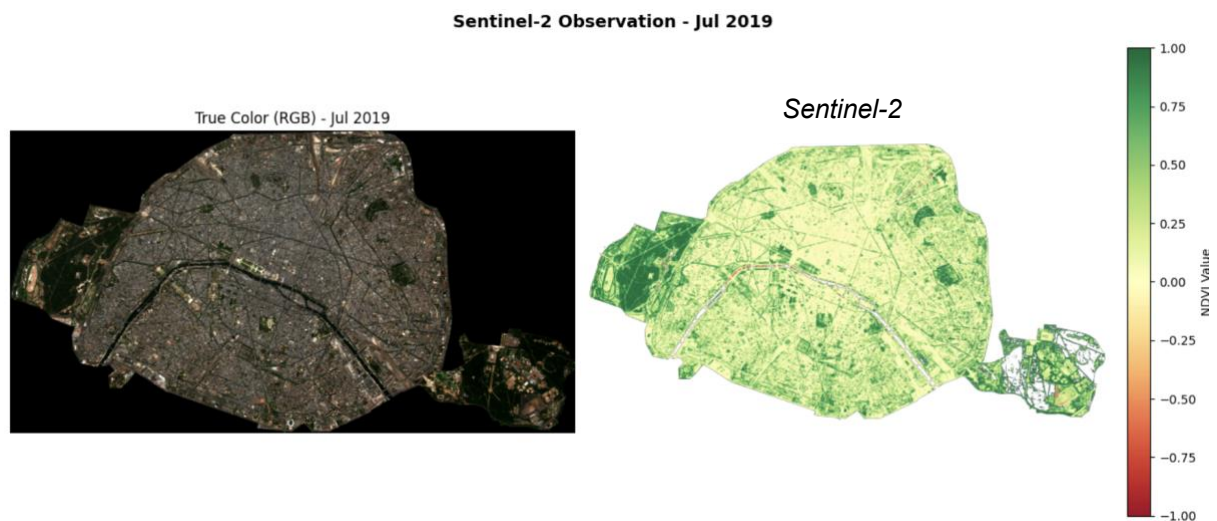 Sentinel-2 Observation - Jul 2019
True Color (RGB) - Jul 2019
Sentinel-2
1.00
0.75
0.50
0.25
0.00
−0.25
−0.50
−0.75
−1.00
NDVI Value